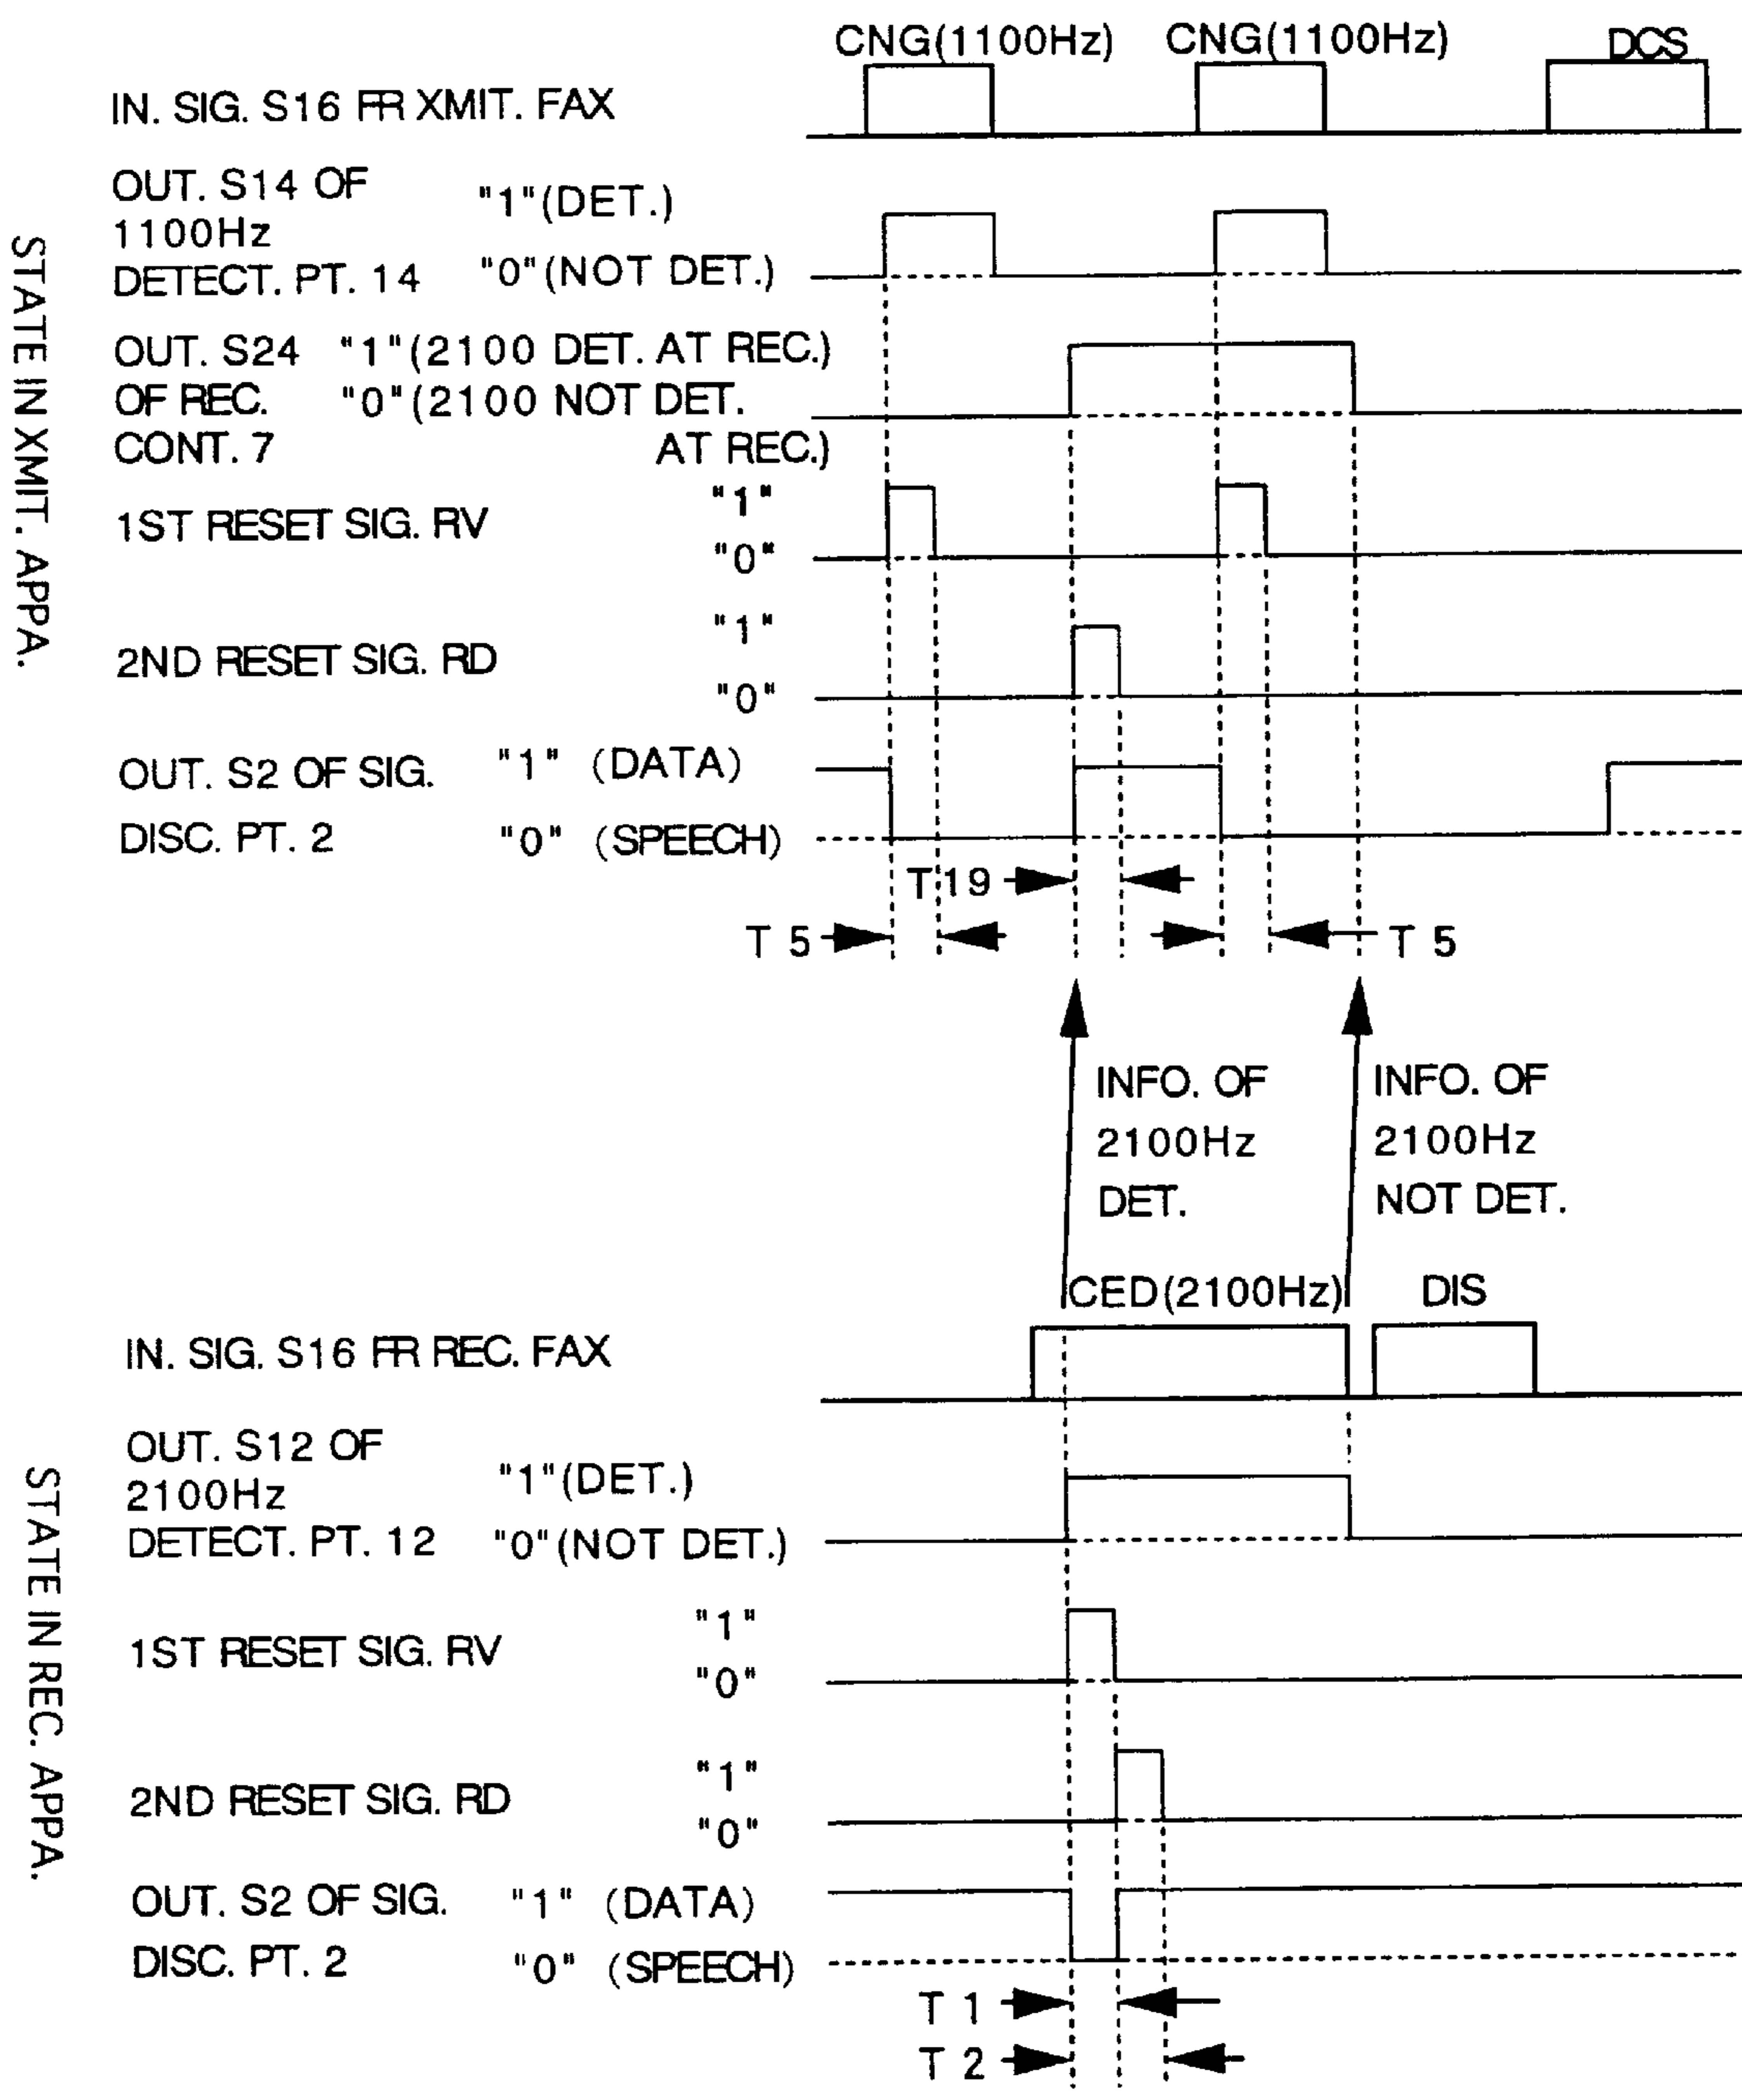 CNG(1100Hz) CNG(1100Hz) DCS
IN. SIG. S16 FR XMIT. FAX
OUT. S14 OF
1100Hz
DETECT. PT. 14
"1"(DET.)
"0"(NOT DET.)
OUT. S24 "1"(2100 DET. AT REC.)
OF REC. "0"(2100 NOT DET.
CONT. 7 AT REC.)
1ST RESET SIG. RV
"1"
"0"
2ND RESET SIG. RD
"1"
"0"
OUT. S2 OF SIG. "1" (DATA)
DISC. PT. 2 "0" (SPEECH)
T19
T 5
T 5
STATE IN XMIT. APPA.
INFO. OF
2100Hz
DET.
INFO. OF
2100Hz
NOT DET.
CED(2100Hz) DIS
IN. SIG. S16 FR REC. FAX
OUT. S12 OF
2100Hz
DETECT. PT. 12
"1"(DET.)
"0"(NOT DET.)
1ST RESET SIG. RV
"1"
"0"
2ND RESET SIG. RD
"1"
"0"
OUT. S2 OF SIG. "1" (DATA)
DISC. PT. 2 "0" (SPEECH)
T 1
T 2
STATE IN REC. APPA.